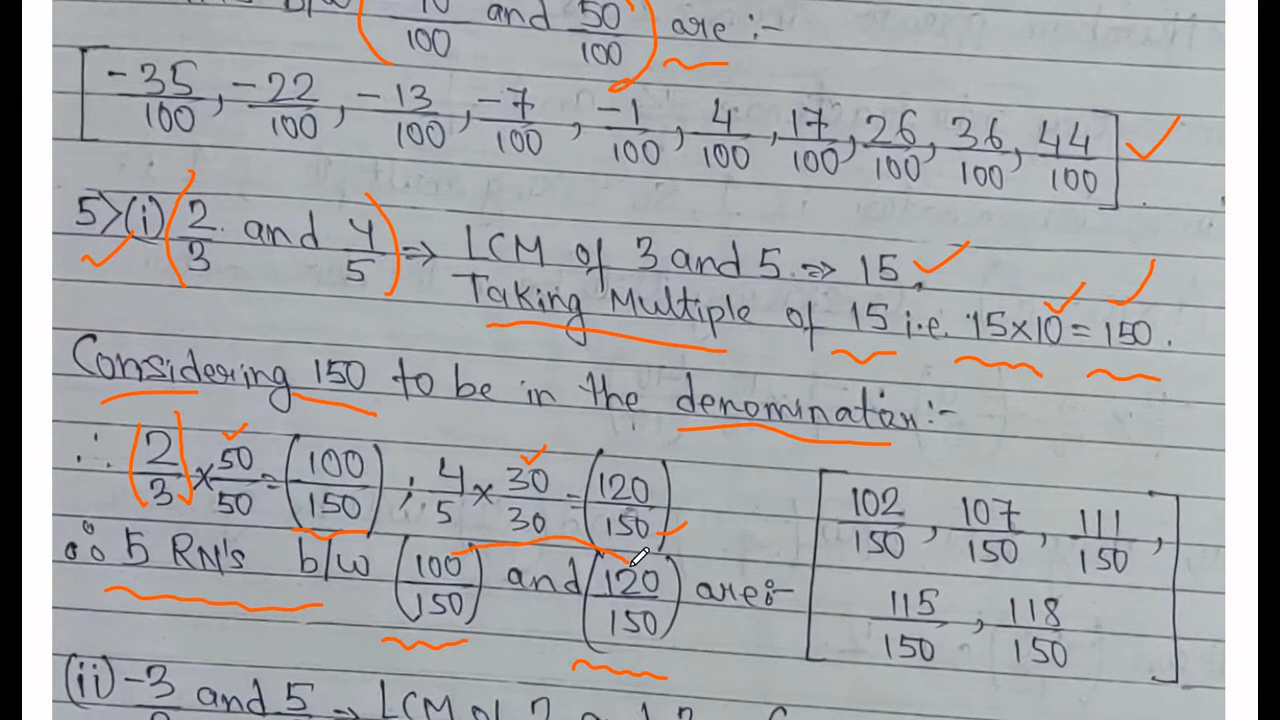 b/w (10/100 and 50/100) are :-
[-35/100, -22/100, -13/100, -7/100, -1/100, 4/100, 17/100, 26/100, 36/100, 44/100]
5>(i) (2/3 and 4/5) => LCM of 3 and 5 => 15.
Taking Multiple of 15 i.e. 15x10 = 150.
Considering 150 to be in the denominator:-
∴ (2/3) x 50/50 = (100/150) ; 4/5 x 30/30 = (120/150)
∴ 5 RN's b/w (100/150) and (120/150) are:- [102/150, 107/150, 111/150, 115/150, 118/150]
(ii) -3 and 5 → LCM of